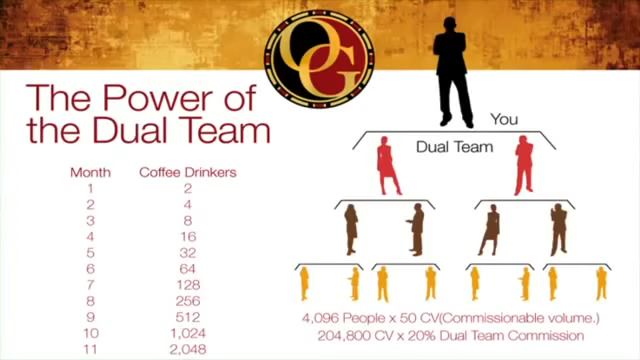 OG
The Power of
the Dual Team
Month Coffee Drinkers
1 2
2 4
3 8
4 16
5 32
6 64
7 128
8 256
9 512
10 1,024
11 2,048
You
Dual Team
4,096 People x 50 CV(Commissionable volume.)
204,800 CV x 20% Dual Team Commission